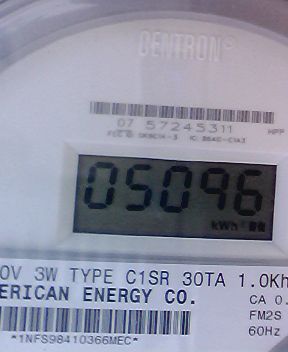 CENTRON®
07 57245311
05096
kWh
0V 3W TYPE C1SR 30TA 1.0Kh
ERICAN ENERGY CO.
CA 0.
FM2S
60Hz
*1NFS98410366MEC*